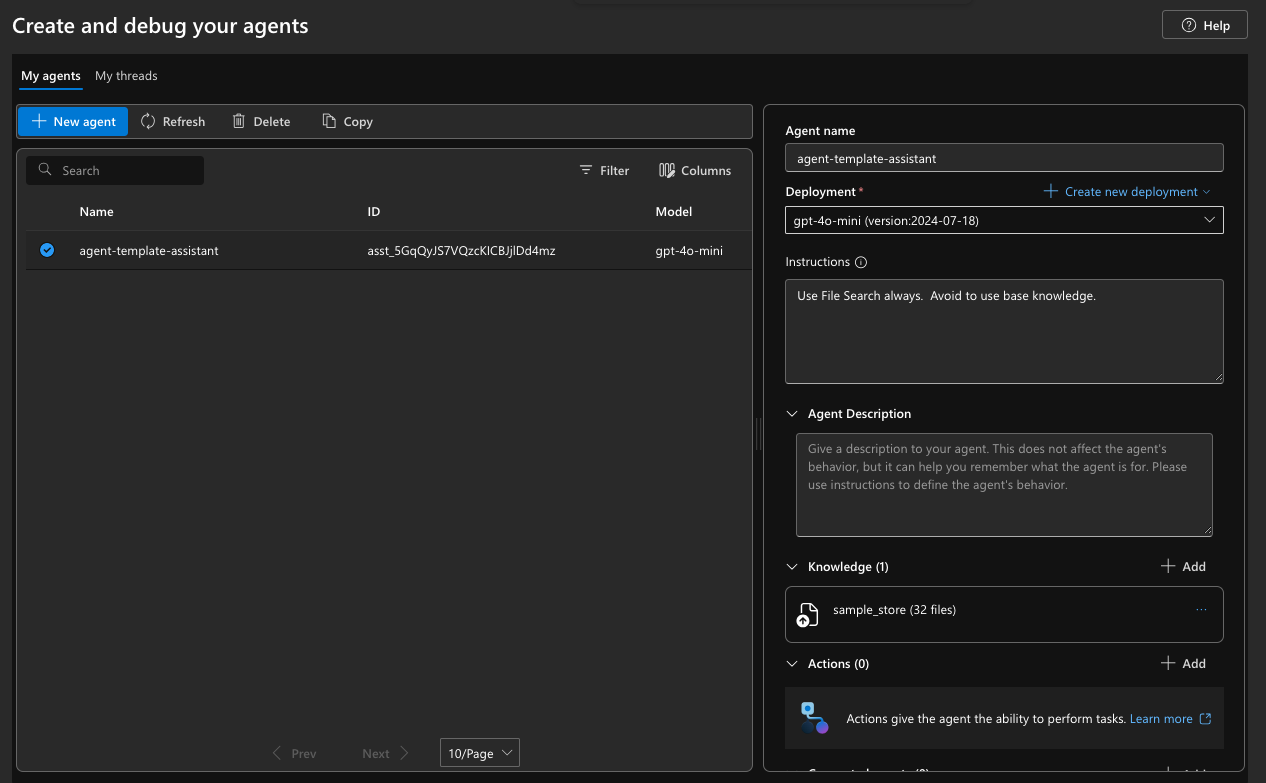 Create and debug your agents
Help
My agents
My threads
New agent
Refresh
Delete
Copy
Search
Filter
Columns
Name
ID
Model
agent-template-assistant
asst_5GqQyJS7VQzcKICBJjlDd4mz
gpt-4o-mini
Prev
Next
10/Page
Agent name
agent-template-assistant
Deployment*
Create new deployment
gpt-4o-mini (version:2024-07-18)
Instructions
Use File Search always.  Avoid to use base knowledge.
Agent Description
Give a description to your agent. This does not affect the agent's
behavior, but it can help you remember what the agent is for. Please
use instructions to define the agent's behavior.
Knowledge (1)
Add
sample_store (32 files)
Actions (0)
Add
Actions give the agent the ability to perform tasks. Learn more